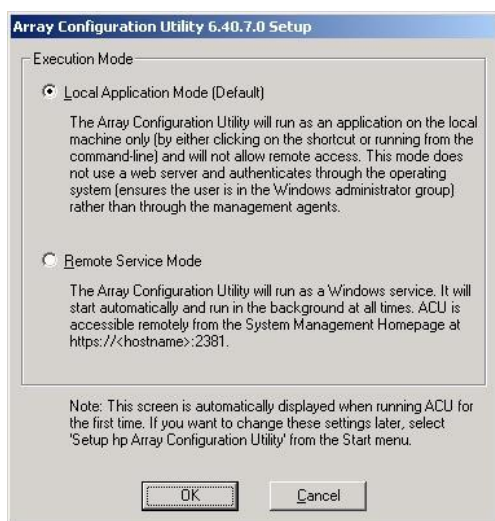 Array Configuration Utility 6.40.7.0 Setup
Execution Mode
Local Application Mode (Default)
The Array Configuration Utility will run as an application on the local
machine only (by either clicking on the shortcut or running from the
command-line) and will not allow remote access. This mode does
not use a web server and authenticates through the operating
system (ensures the user is in the Windows administrator group)
rather than through the management agents.
Remote Service Mode
The Array Configuration Utility will run as a Windows service. It will
start automatically and run in the background at all times. ACU is
accessible remotely from the System Management Homepage at
https://<hostname>:2381.
Note: This screen is automatically displayed when running ACU for
the first time. If you want to change these settings later, select
'Setup hp Array Configuration Utility' from the Start menu.
OK
Cancel